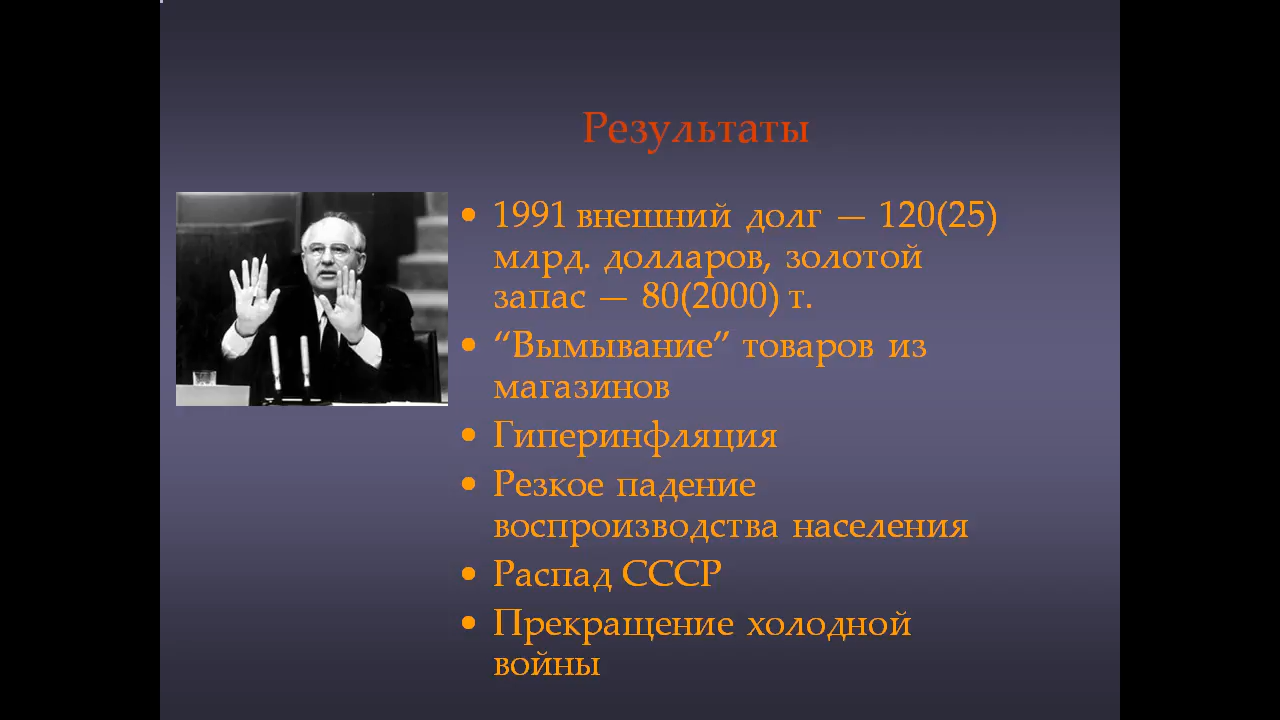 Результаты
• 1991 внешний долг — 120(25)
млрд. долларов, золотой
запас — 80(2000) т.
• “Вымывание” товаров из
магазинов
• Гиперинфляция
• Резкое падение
воспроизводства населения
• Распад СССР
• Прекращение холодной
войны